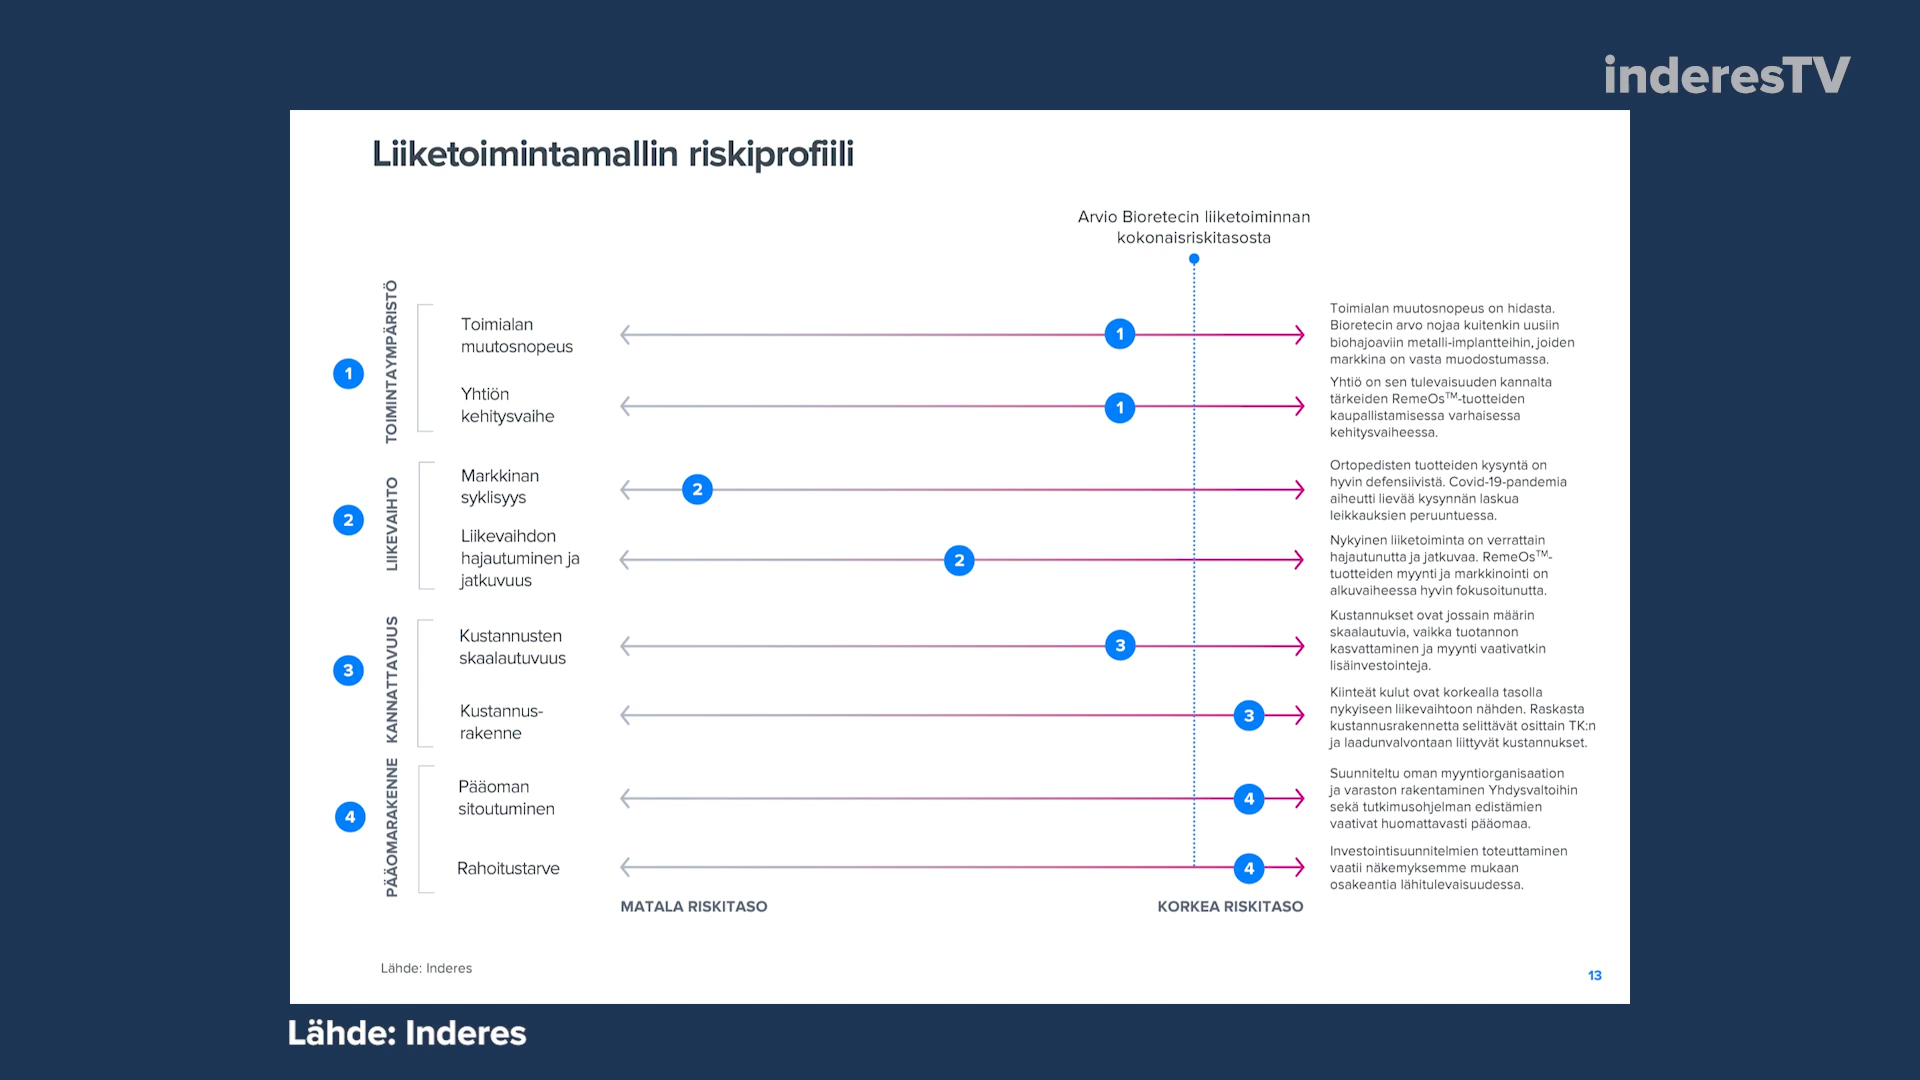 inderesTV
Liiketoimintamallin riskiprofiili
Arvio Bioretecin liiketoiminnan
kokonaisriskitasosta
1
TOIMINTAYMPÄRISTÖ
Toimialan
muutosnopeus
1
Toimialan muutosnopeus on hidasta.
Bioretecin arvo nojaa kuitenkin uusiin
biohajoaviin metalli-implantteihin, joiden
markkina on vasta muodostumassa.
Yhtiön
kehitysvaihe
1
Yhtiö on sen tulevaisuuden kannalta
tärkeiden RemeOs™-tuotteiden
kaupallistamisessa varhaisessa
kehitysvaiheessa.
2
LIIKEVAIHTO
Markkinan
syklisyys
2
Ortopedisten tuotteiden kysyntä on
hyvin defensiivistä. Covid-19-pandemia
aiheutti lievää kysynnän laskua
leikkauksien peruuntuessa.
Liikevaihdon
hajautuminen ja
jatkuvuus
2
Nykyinen liiketoiminta on verrattain
hajautunutta ja jatkuvaa. RemeOs™-
tuotteiden myynti ja markkinointi on
alkuvaiheessa hyvin fokusoitunutta.
3
KANNATTAVUUS
Kustannusten
skaalautuvuus
3
Kustannukset ovat jossain määrin
skaalautuvia, vaikka tuotannon
kasvattaminen ja myynti vaativatkin
lisäinvestointeja.
Kustannus-
rakenne
3
Kiinteät kulut ovat korkealla tasolla
nykyiseen liikevaihtoon nähden. Raskasta
kustannusrakennetta selittävät osittain TK:n
ja laadunvalvontaan liittyvät kustannukset.
4
PÄÄOMARAKENNE
Pääoman
sitoutuminen
4
Suunniteltu oman myyntiorganisaation
ja varaston rakentaminen Yhdysvaltoihin
sekä tutkimusohjelman edistämien
vaativat huomattavasti pääomaa.
Rahoitustarve
4
Investointisuunnitelmien toteuttaminen
vaatii näkemyksemme mukaan
osakeantia lähitulevaisuudessa.
MATALA RISKITASO
KORKEA RISKITASO
Lähde: Inderes
13
Lähde: Inderes